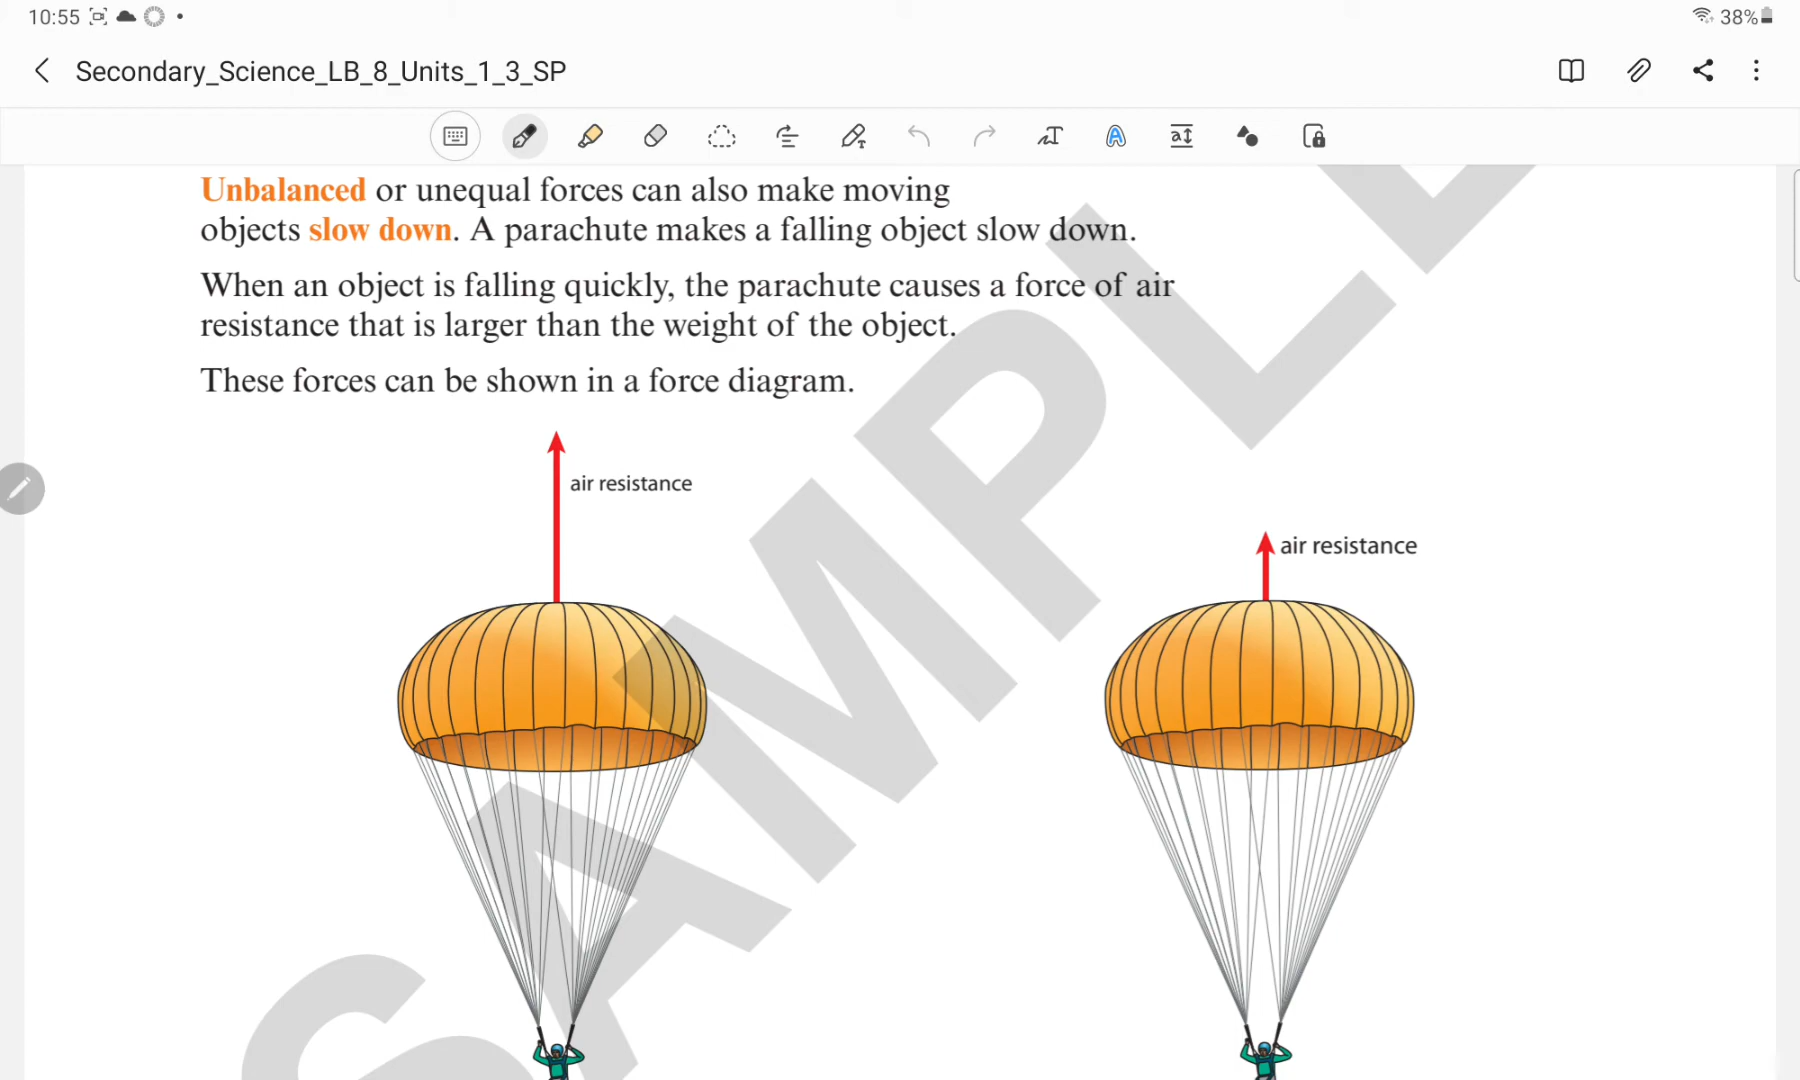 10:55
38%
Secondary_Science_LB_8_Units_1_3_SP
Unbalanced or unequal forces can also make moving
objects slow down. A parachute makes a falling object slow down.
When an object is falling quickly, the parachute causes a force of air
resistance that is larger than the weight of the object.
These forces can be shown in a force diagram.
air resistance
air resistance
SAMPLE